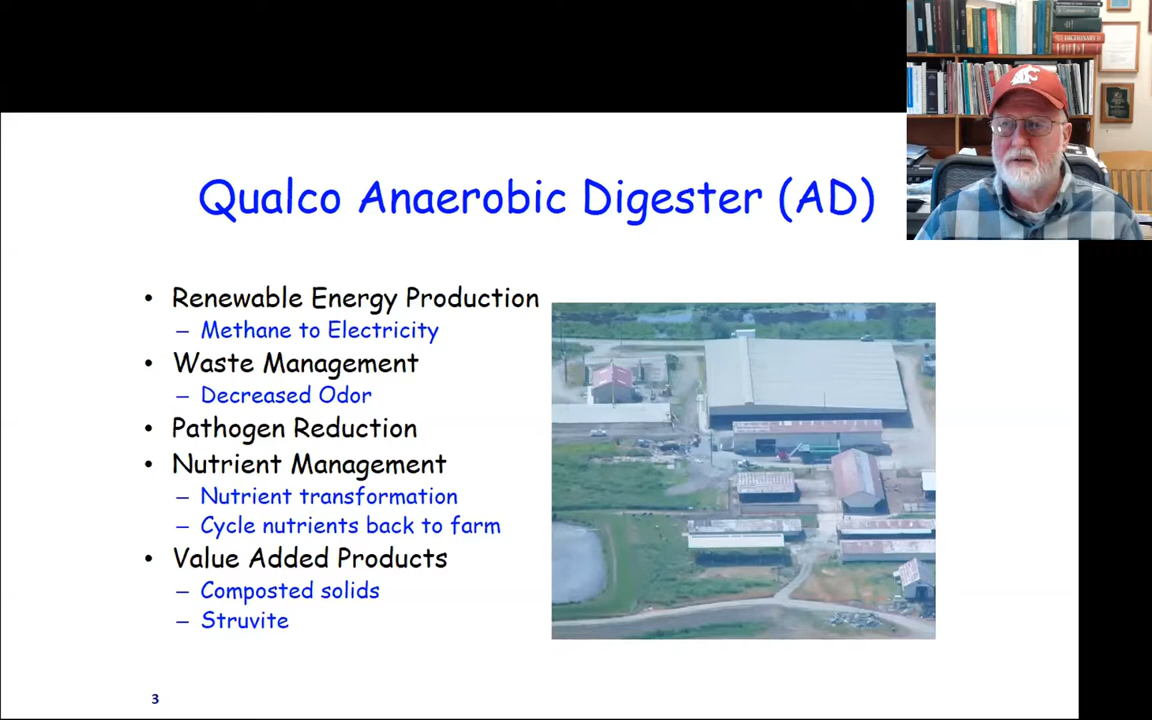 Qualco Anaerobic Digester (AD)
• Renewable Energy Production
– Methane to Electricity
• Waste Management
– Decreased Odor
• Pathogen Reduction
• Nutrient Management
– Nutrient transformation
– Cycle nutrients back to farm
• Value Added Products
– Composted solids
– Struvite
3
DICTIONARY